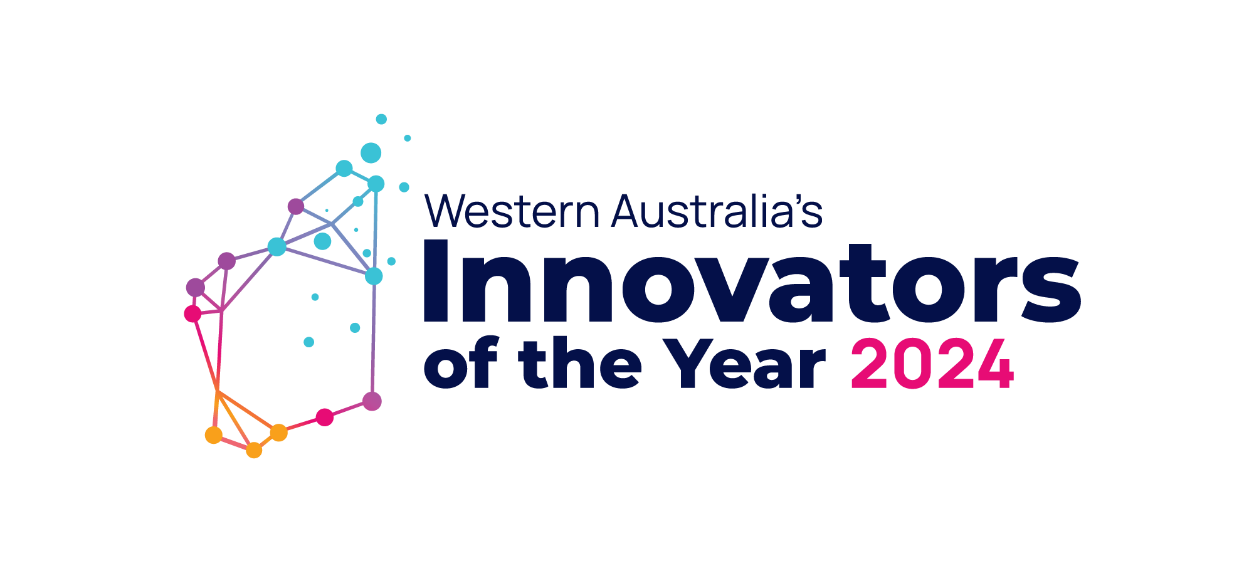 Western Australia’s
Innovators
of the Year 2024